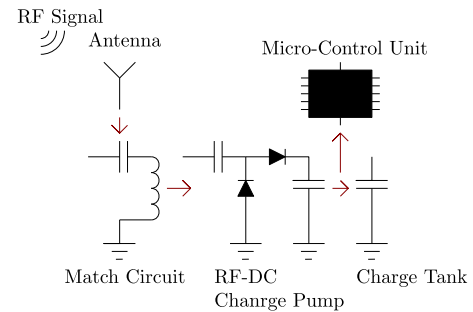 RF Signal
Antenna
Micro-Control Unit
Match Circuit
RF-DC
Chanrge Pump
Charge Tank